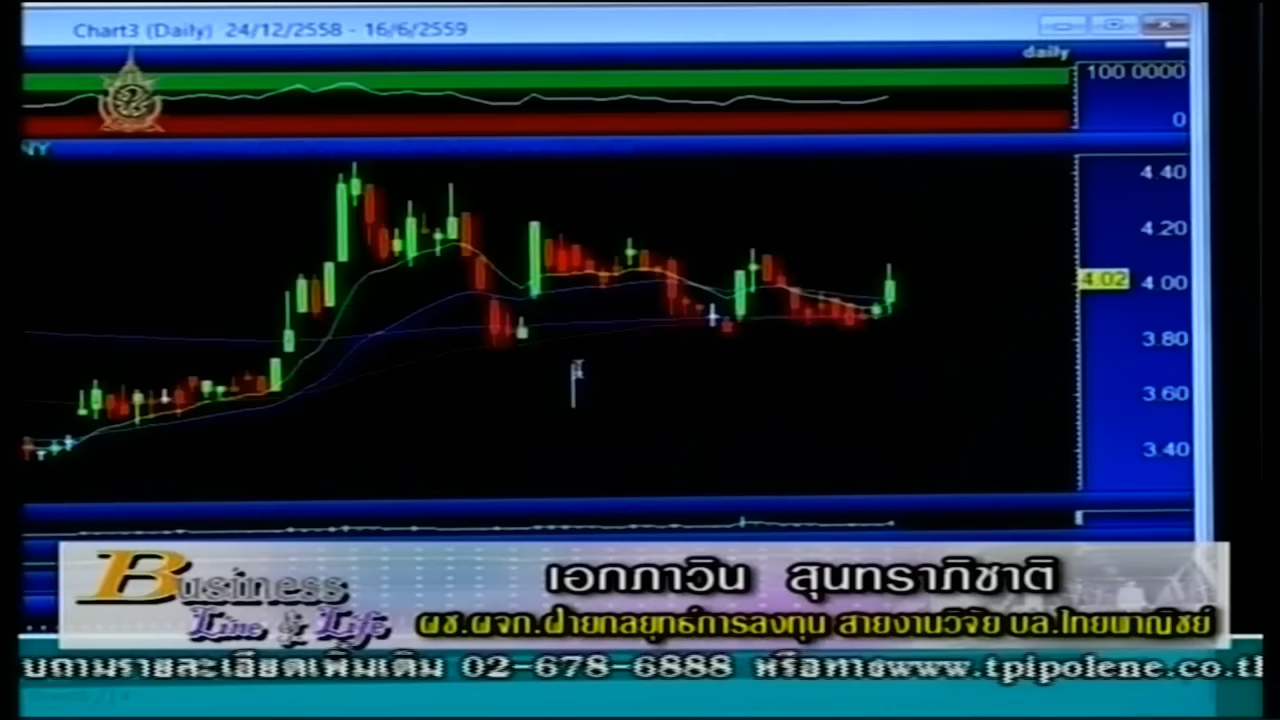 Chart3 (Daily) 24/12/2558 - 16/6/2559
daily
100 0000
0
NY
4.40
4.20
4.02
4.00
3.80
3.60
3.40
Business
Line & Life
เอกภาวิน สุนทราภิชาติ
ผช.ผจก.ฝ่ายกลยุทธ์การลงทุน สายงานวิจัย บล.ไทยพาณิชย์
บถามรายละเอียดเพิ่มเติม 02-678-6888 หรือทางwww.tpipolene.co.th